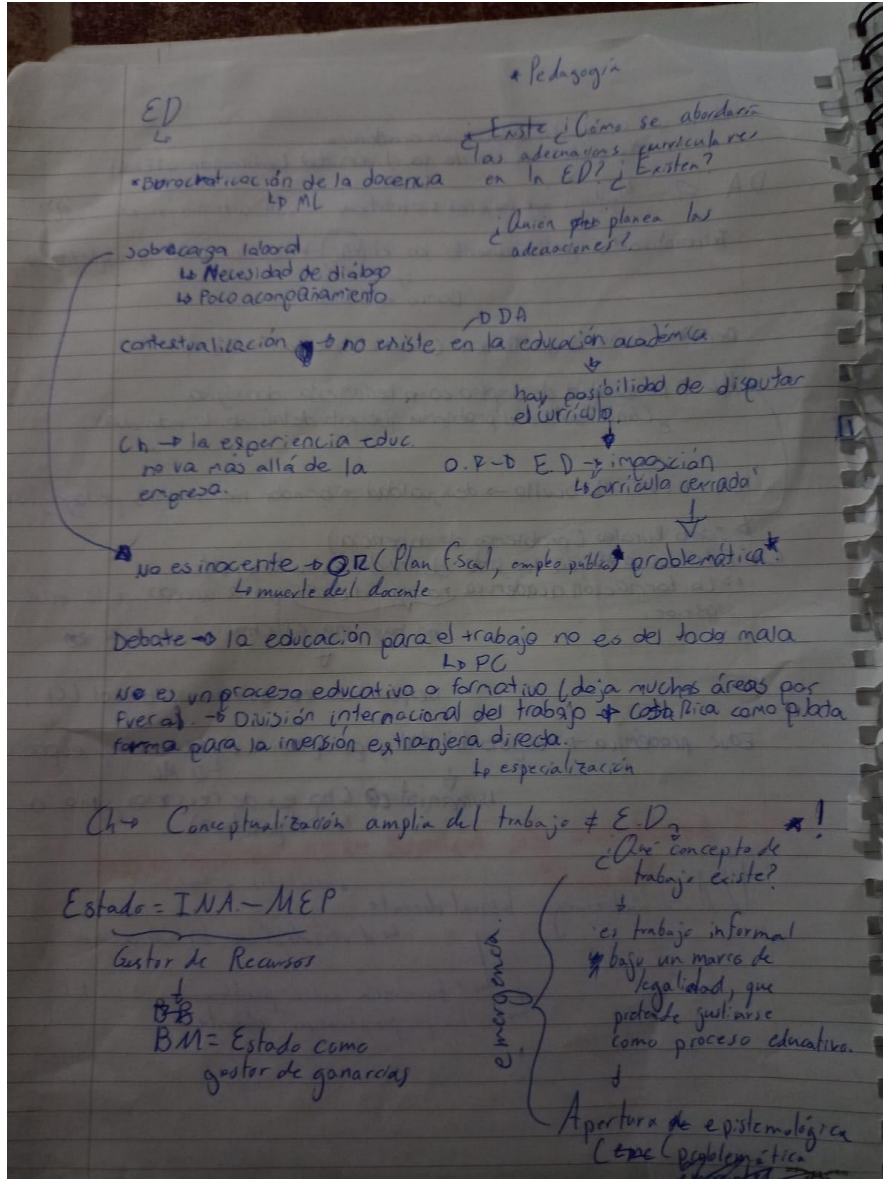 * Pedagogía
ED
↳
¿Existe ¿Cómo se abordaría
las adecuaciones curriculares
*Borocratización de la docencia
en la ED? ¿Existen?
↳ ML
¿Quién planea las
adecuaciones?
sobrecarga laboral
↳ Necesidad de diálogo
↳ Poco acompañamiento
→ DDA
contextualización → no existe en la educación académica
↓
hay posibilidad de disputar
el currículo.
↓
Ch → la experiencia educ.
no va más allá de la
empresa.
O.R → E.D → imposición
↳ currícula cerrada
↓
No es inocente → OR (Plan fiscal, empleo público) problemática*
↳ muerte del docente
Debate → la educación para el trabajo no es del todo mala
↳ PC
No es un proceso educativo o formativo (deja muchas áreas por
fuera). → División internacional del trabajo → Costa Rica como plata
forma para la inversión extranjera directa.
↳ especialización
Ch → Conceptualización amplia del trabajo ≠ E.D. *!
¿Qué concepto de
trabajo existe?
↓
es trabajo informal
bajo un marco de
legalidad, que
pretende
como proceso educativo.
↓
Apertura epistemológica
(problemática
emergencia.
Estado = INA - MEP
Gestor de Recursos
↓
BM = Estado como
gestor de ganancias